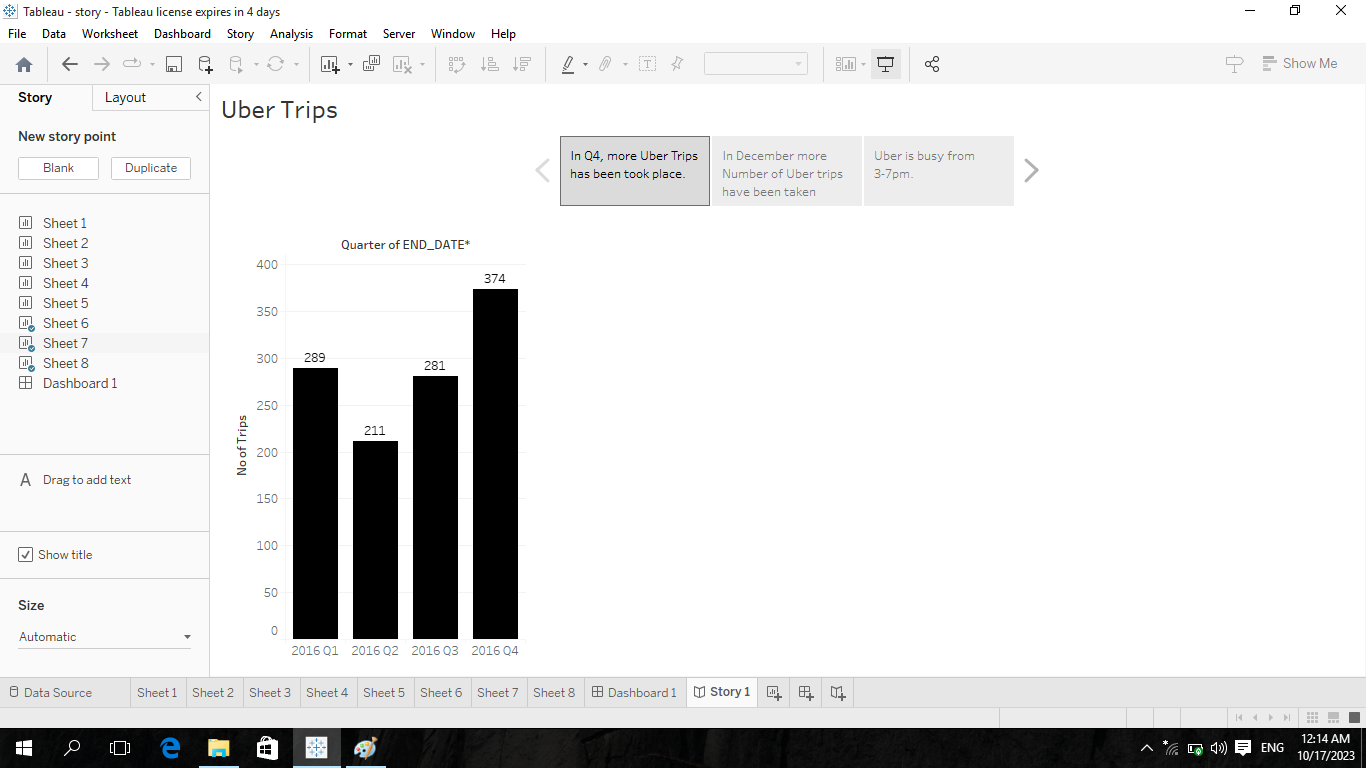 Tableau - story - Tableau license expires in 4 days
File Data Worksheet Dashboard Story Analysis Format Server Window Help
Show Me
Story Layout
New story point
Blank Duplicate
Sheet 1
Sheet 2
Sheet 3
Sheet 4
Sheet 5
Sheet 6
Sheet 7
Sheet 8
Dashboard 1
A Drag to add text
Show title
Size
Automatic
Uber Trips
In Q4, more Uber Trips
has been took place.
In December more
Number of Uber trips
have been taken
Uber is busy from
3-7pm.
Quarter of END_DATE*
No of Trips
400
350
300
250
200
150
100
50
0
289
211
281
374
2016 Q1 2016 Q2 2016 Q3 2016 Q4
Data Source Sheet 1 Sheet 2 Sheet 3 Sheet 4 Sheet 5 Sheet 6 Sheet 7 Sheet 8 Dashboard 1 Story 1
ENG
12:14 AM
10/17/2023